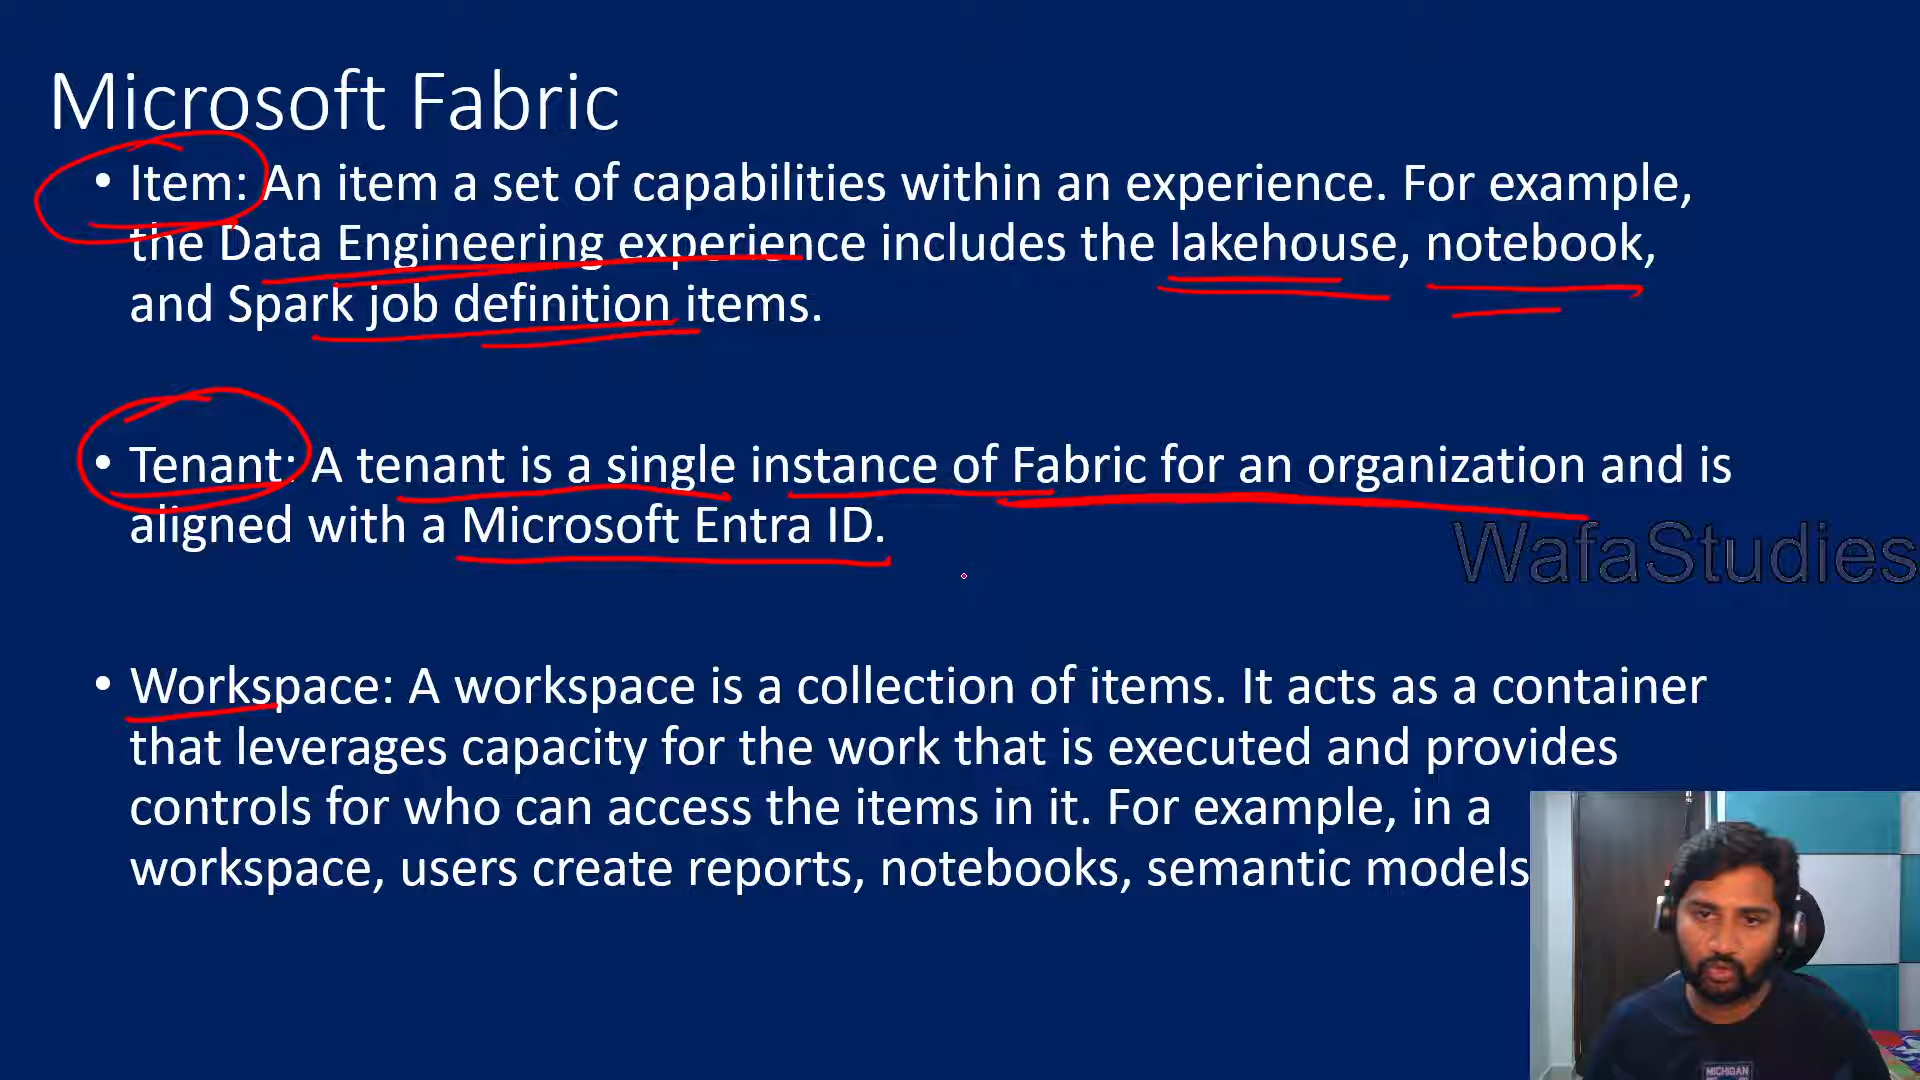 Microsoft Fabric
• Item: An item a set of capabilities within an experience. For example,
the Data Engineering experience includes the lakehouse, notebook,
and Spark job definition items.
• Tenant: A tenant is a single instance of Fabric for an organization and is
aligned with a Microsoft Entra ID.
WafaStudies
• Workspace: A workspace is a collection of items. It acts as a container
that leverages capacity for the work that is executed and provides
controls for who can access the items in it. For example, in a
workspace, users create reports, notebooks, semantic models
MICHIGAN